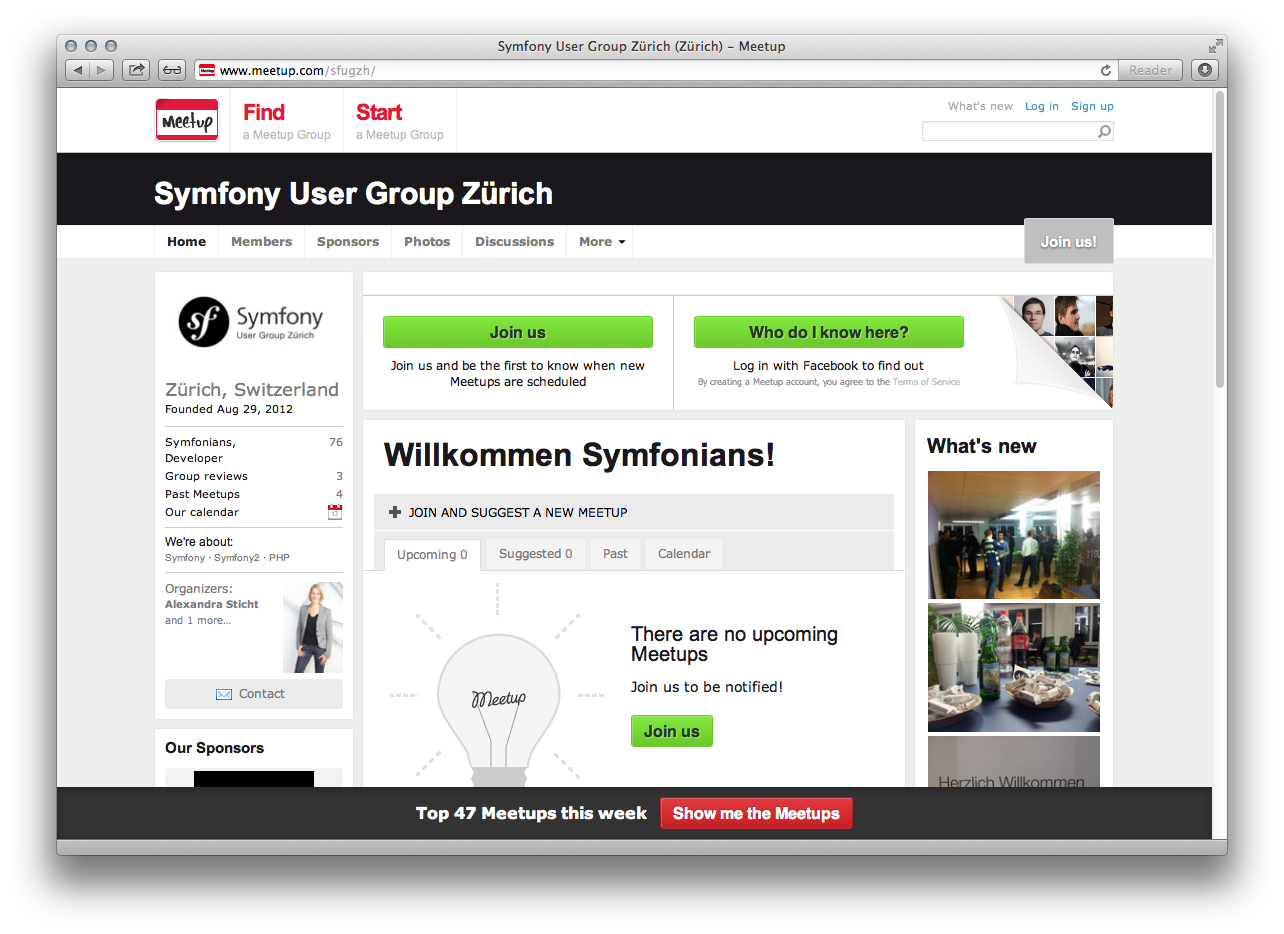 Symfony User Group Zürich (Zürich) – Meetup
www.meetup.com/sfugzh/
Reader
Meetup
Find
a Meetup Group
Start
a Meetup Group
What's new
Log in
Sign up
Symfony User Group Zürich
Home
Members
Sponsors
Photos
Discussions
More
Join us!
sf
Symfony
User Group Zürich
Zürich, Switzerland
Founded Aug 29, 2012
Symfonians, 76
Developer
Group reviews 3
Past Meetups 4
Our calendar
17
We're about:
Symfony · Symfony2 · PHP
Organizers:
Alexandra Sticht
and 1 more...
Contact
Our Sponsors
Join us
Join us and be the first to know when new
Meetups are scheduled
Who do I know here?
Log in with Facebook to find out
By creating a Meetup account, you agree to the Terms of Service
Willkommen Symfonians!
JOIN AND SUGGEST A NEW MEETUP
Upcoming 0
Suggested 0
Past
Calendar
Meetup
There are no upcoming
Meetups
Join us to be notified!
Join us
What's new
Herzlich Willkommen
Top 47 Meetups this week
Show me the Meetups